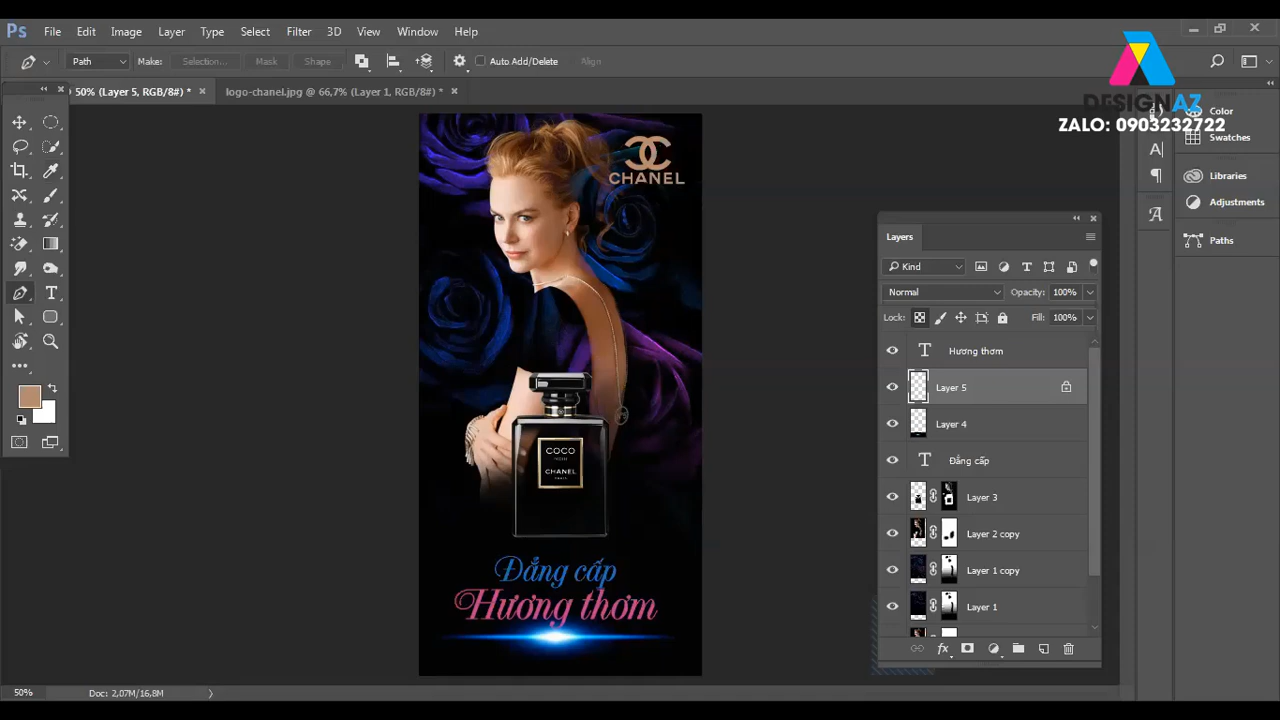 Ps File Edit Image Layer Type Select Filter 3D View Window Help
Path Make: Selection... Mask Shape Auto Add/Delete Align
50% (Layer 5, RGB/8#) * × logo-chanel.jpg @ 66,7% (Layer 1, RGB/8#) * ×
DESIGNAZ
ZALO: 0903232722
Color
Swatches
Libraries
Adjustments
Paths
CHANEL
COCO
NOIR
CHANEL
PARIS
Đẳng cấp
Hương thơm
Layers
Kind
Normal Opacity: 100%
Lock: Fill: 100%
T Hương thơm
Layer 5
Layer 4
T Đẳng cấp
Layer 3
Layer 2 copy
Layer 1 copy
Layer 1
fx
50% Doc: 2,07M/16,8M